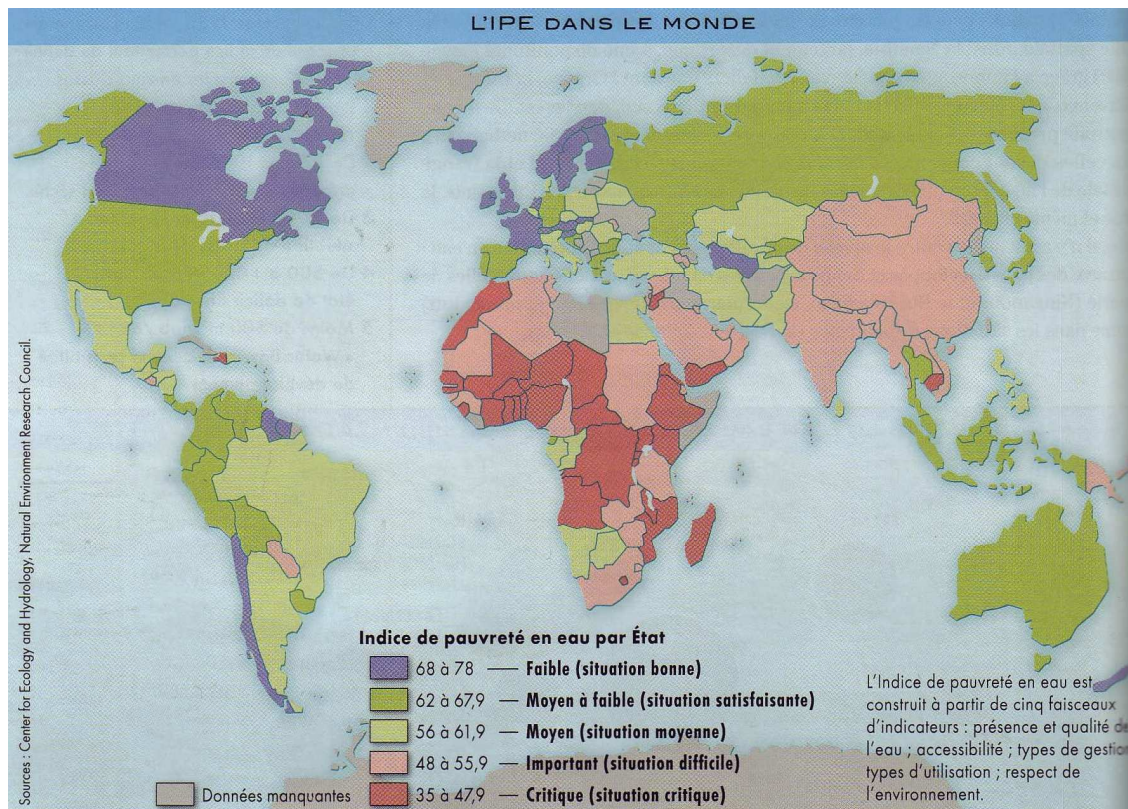 L'IPE DANS LE MONDE
Sources : Center for Ecology and Hydrology, Natural Environment Research Council.
Indice de pauvreté en eau par État
68 à 78 — Faible (situation bonne)
62 à 67,9 — Moyen à faible (situation satisfaisante)
56 à 61,9 — Moyen (situation moyenne)
48 à 55,9 — Important (situation difficile)
Données manquantes 35 à 47,9 — Critique (situation critique)
L'Indice de pauvreté en eau est
construit à partir de cinq faisceaux
d'indicateurs : présence et qualité de
l'eau ; accessibilité ; types de gestion
types d'utilisation ; respect de
l'environnement.